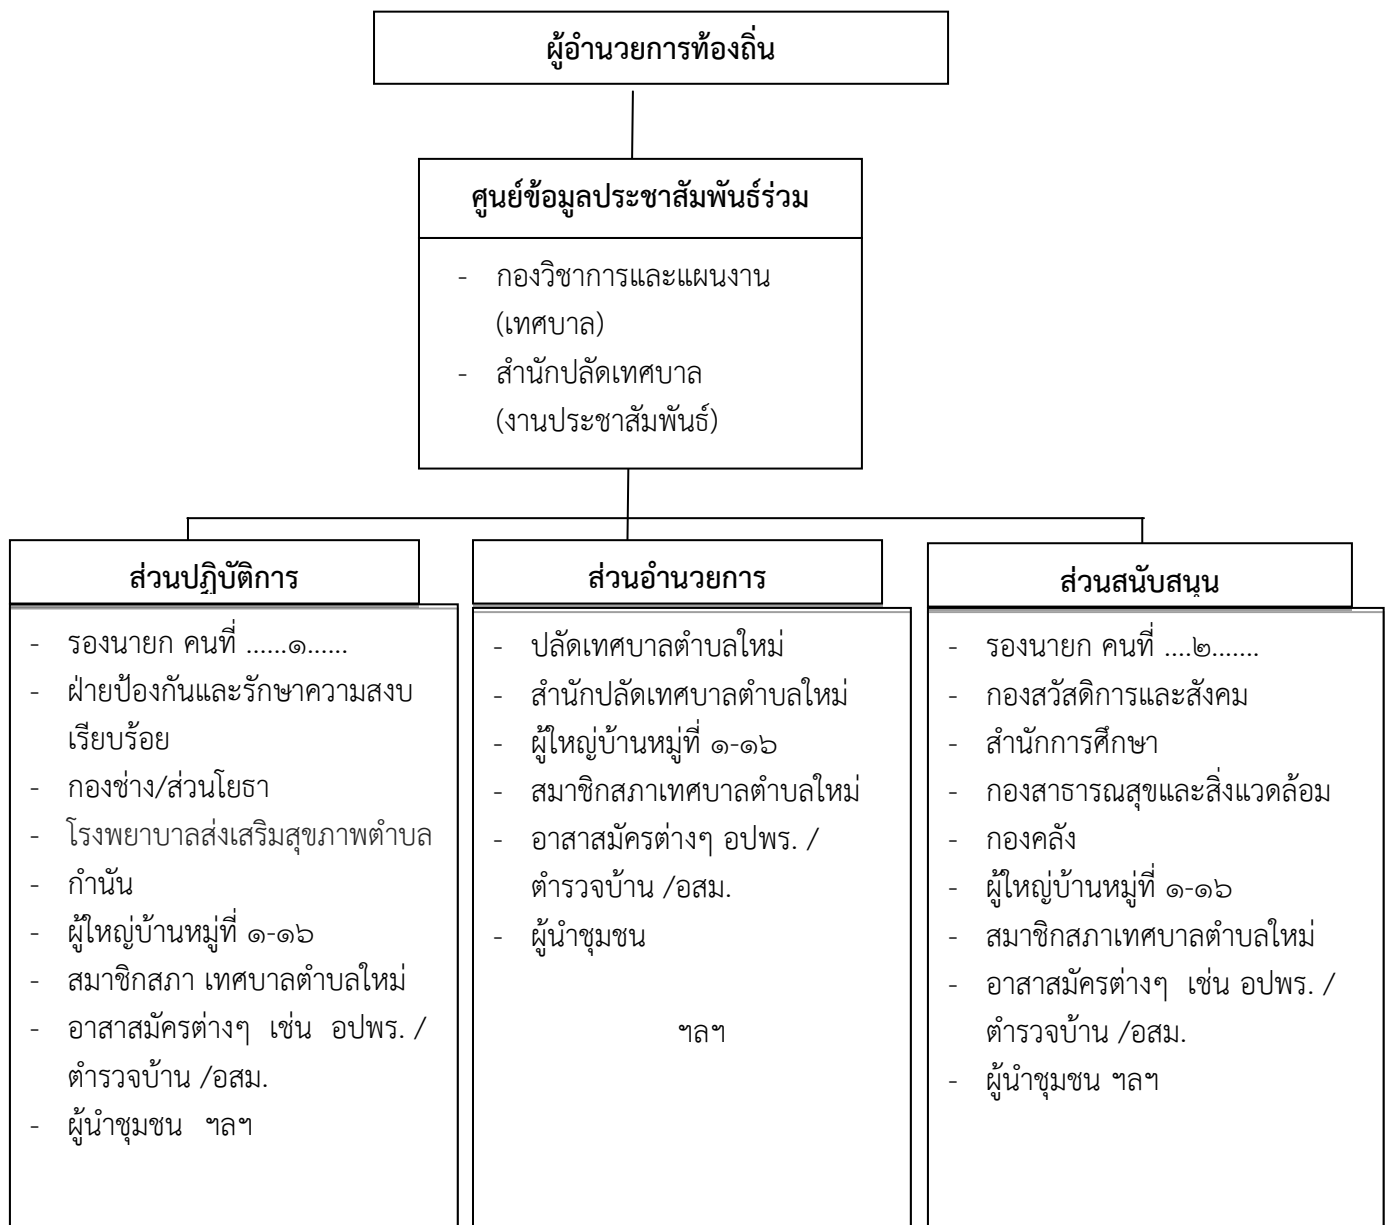 ผู้อำนวยการท้องถิ่น
ศูนย์ข้อมูลประชาสัมพันธ์ร่วม
- กองวิชาการและแผนงาน
(เทศบาล)
- สำนักปลัดเทศบาล
(งานประชาสัมพันธ์)
ส่วนปฏิบัติการ
- รองนายก คนที่ ......๑......
- ฝ่ายป้องกันและรักษาความสงบ
เรียบร้อย
- กองช่าง/ส่วนโยธา
- โรงพยาบาลส่งเสริมสุขภาพตำบล
- กำนัน
- ผู้ใหญ่บ้านหมู่ที่ ๑-๑๖
- สมาชิกสภา เทศบาลตำบลใหม่
- อาสาสมัครต่างๆ เช่น อปพร. /
ตำรวจบ้าน /อสม.
- ผู้นำชุมชน ฯลฯ
ส่วนอำนวยการ
- ปลัดเทศบาลตำบลใหม่
- สำนักปลัดเทศบาลตำบลใหม่
- ผู้ใหญ่บ้านหมู่ที่ ๑-๑๖
- สมาชิกสภาเทศบาลตำบลใหม่
- อาสาสมัครต่างๆ อปพร. /
ตำรวจบ้าน /อสม.
- ผู้นำชุมชน
ฯลฯ
ส่วนสนับสนุน
- รองนายก คนที่ ....๒.......
- กองสวัสดิการและสังคม
- สำนักการศึกษา
- กองสาธารณสุขและสิ่งแวดล้อม
- กองคลัง
- ผู้ใหญ่บ้านหมู่ที่ ๑-๑๖
- สมาชิกสภาเทศบาลตำบลใหม่
- อาสาสมัครต่างๆ เช่น อปพร. /
ตำรวจบ้าน /อสม.
- ผู้นำชุมชน ฯลฯ